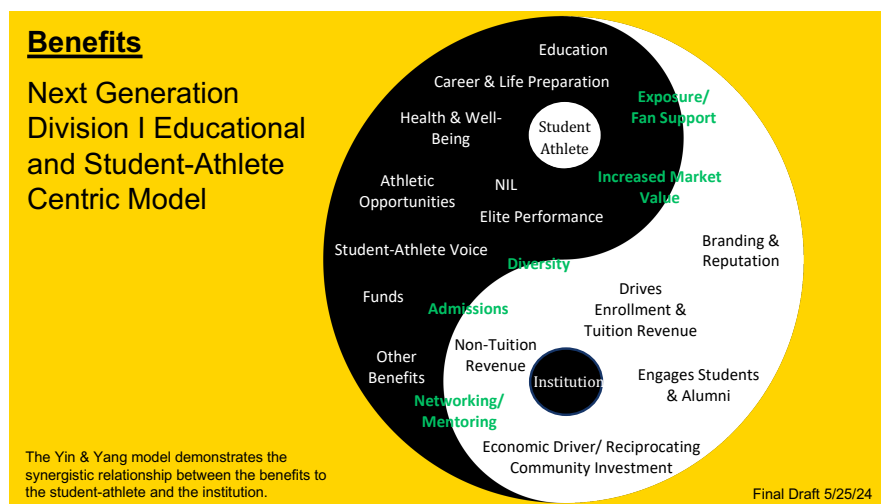 Benefits
Next Generation
Division I Educational
and Student-Athlete
Centric Model
Education
Career & Life Preparation
Health & Well-
Being
Student
Athlete
Exposure/
Fan Support
Athletic
Opportunities
NIL
Increased Market
Value
Elite Performance
Student-Athlete Voice
Diversity
Branding &
Reputation
Funds
Admissions
Drives
Enrollment &
Tuition Revenue
Other
Benefits
Non-Tuition
Revenue
Institution
Engages Students
& Alumni
Networking/
Mentoring
Economic Driver/ Reciprocating
Community Investment
The Yin & Yang model demonstrates the
synergistic relationship between the benefits to
the student-athlete and the institution.
Final Draft 5/25/24